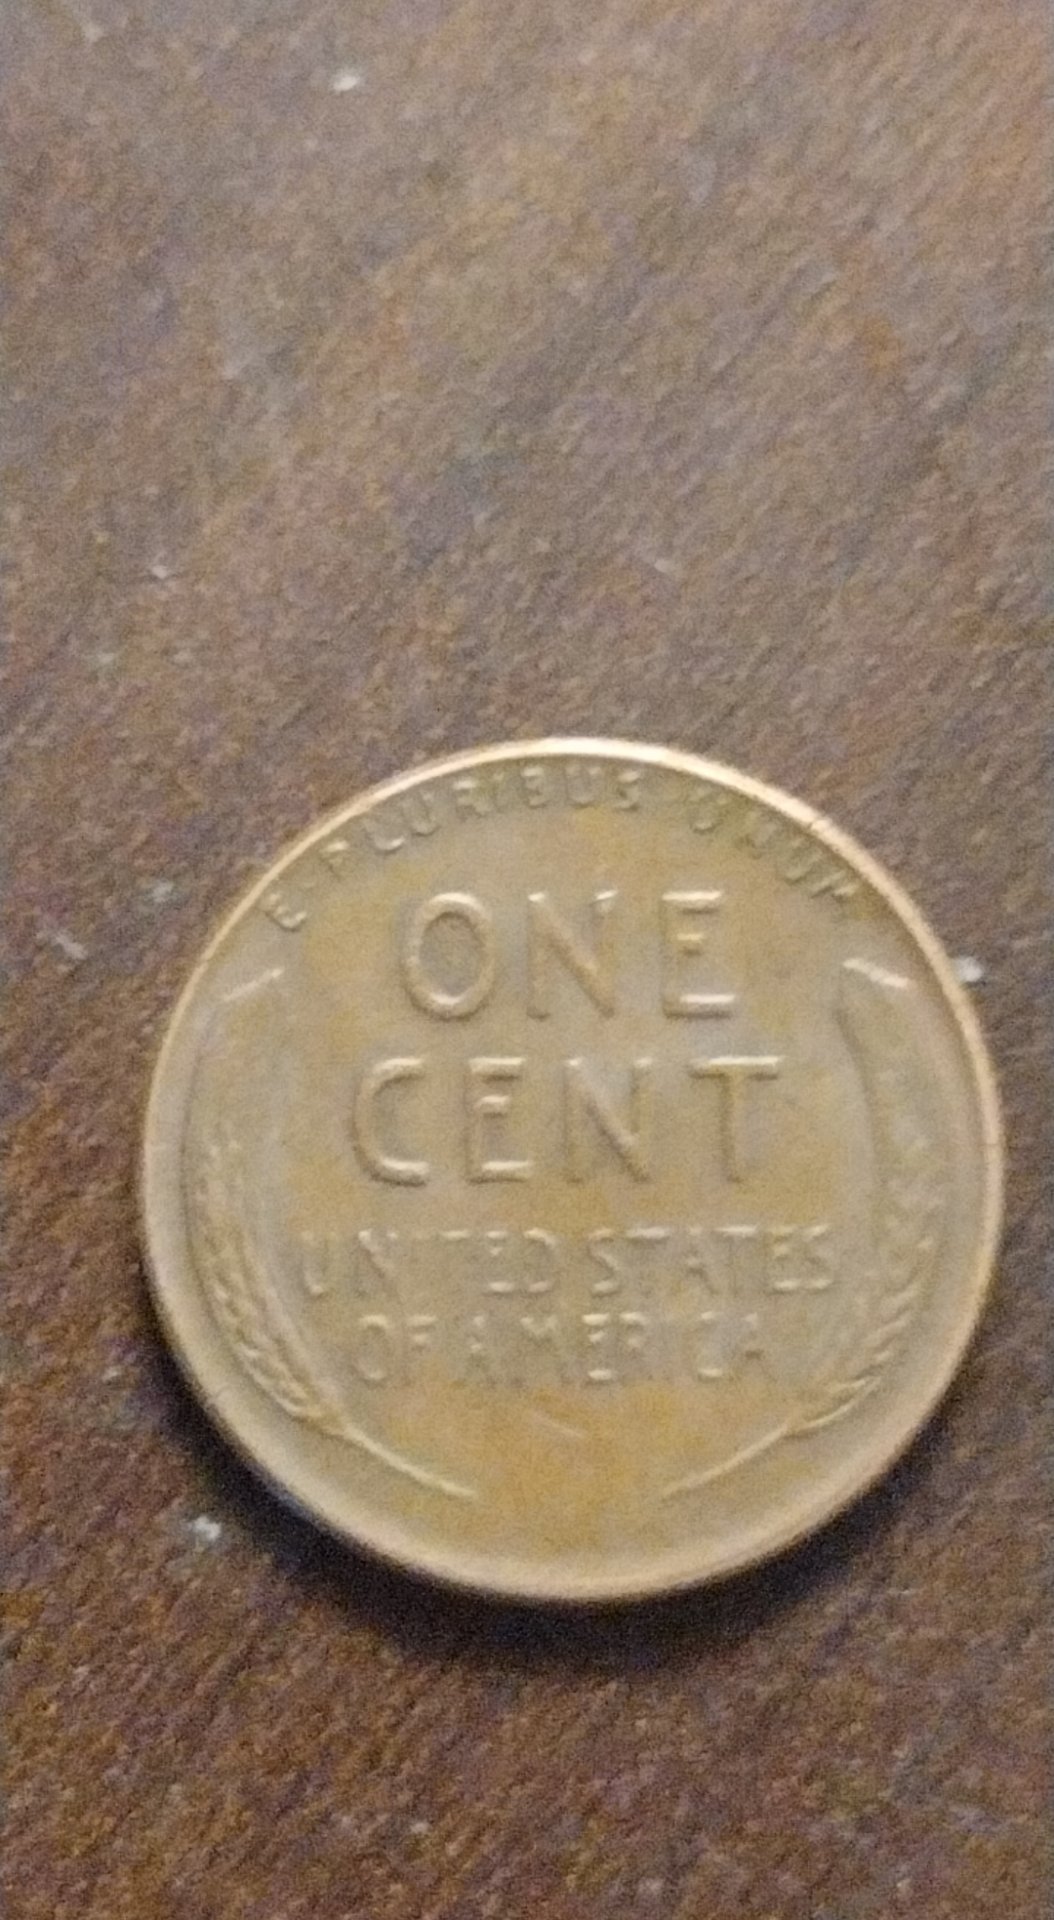 E·PLURIBUS·UNUM
ONE
CENT
UNITED STATES
OF AMERICA